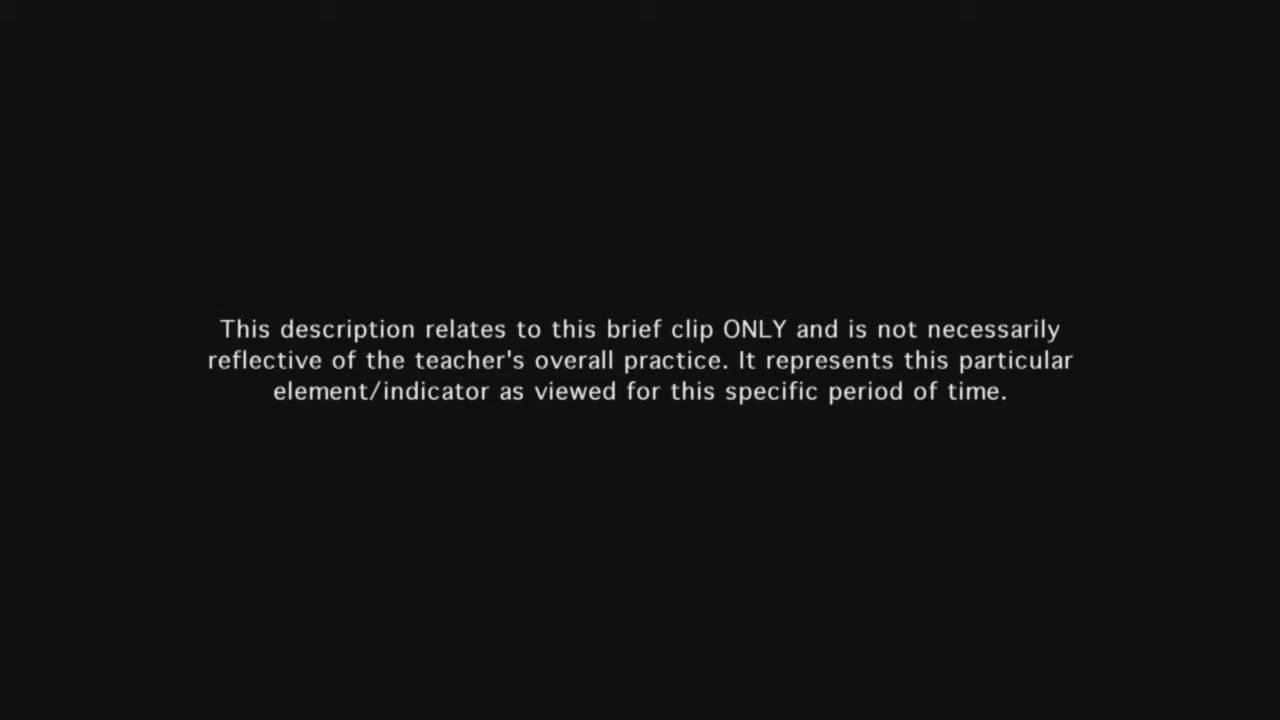 This description relates to this brief clip ONLY and is not necessarily
reflective of the teacher's overall practice. It represents this particular
element/indicator as viewed for this specific period of time.